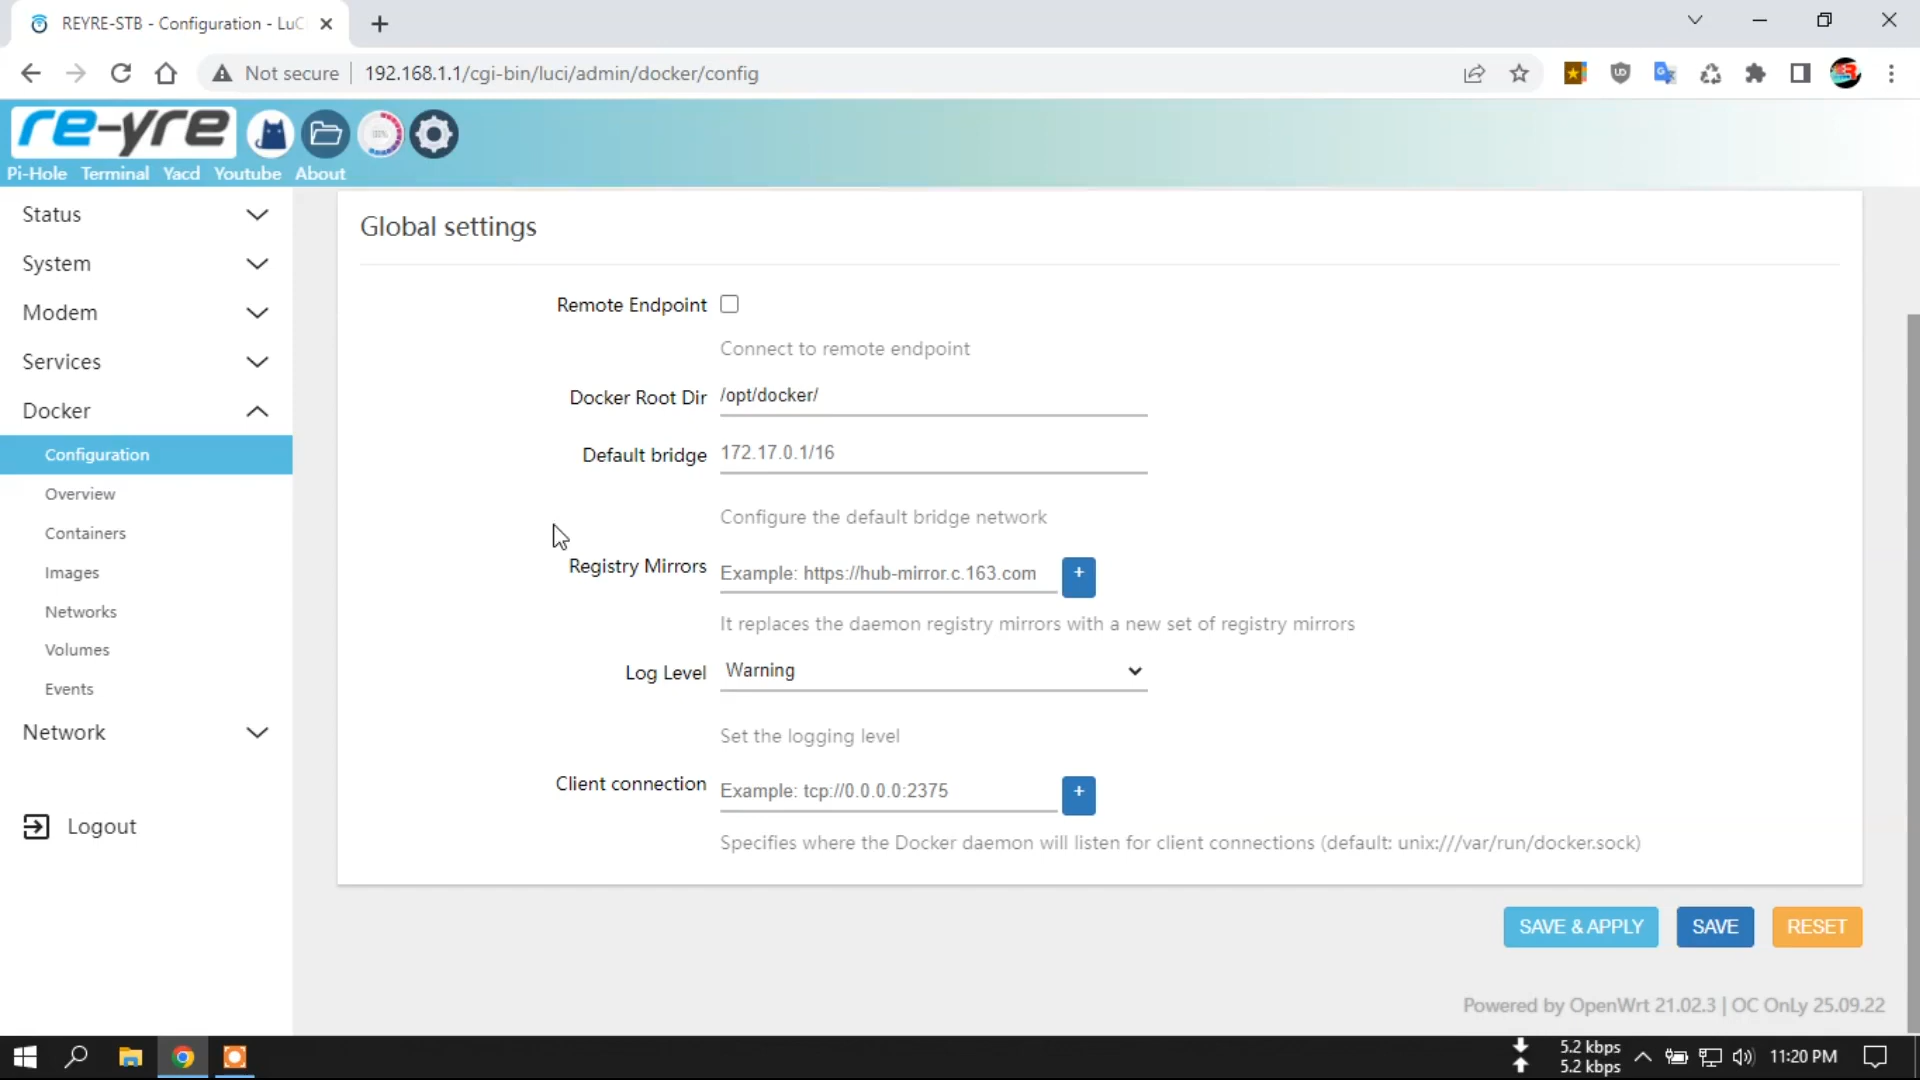 REYRE-STB - Configuration - LuC
Not secure
192.168.1.1/cgi-bin/luci/admin/docker/config
re-yre
Pi-Hole Terminal Yacd Youtube About
Status
System
Modem
Services
Docker
Configuration
Overview
Containers
Images
Networks
Volumes
Events
Network
Logout
Global settings
Remote Endpoint
Connect to remote endpoint
Docker Root Dir /opt/docker/
Default bridge 172.17.0.1/16
Configure the default bridge network
Registry Mirrors Example: https://hub-mirror.c.163.com +
It replaces the daemon registry mirrors with a new set of registry mirrors
Log Level Warning
Set the logging level
Client connection Example: tcp://0.0.0.0:2375 +
Specifies where the Docker daemon will listen for client connections (default: unix:///var/run/docker.sock)
SAVE & APPLY SAVE RESET
Powered by OpenWrt 21.02.3 | OC OnLy 25.09.22
5.2 kbps
5.2 kbps
11:20 PM